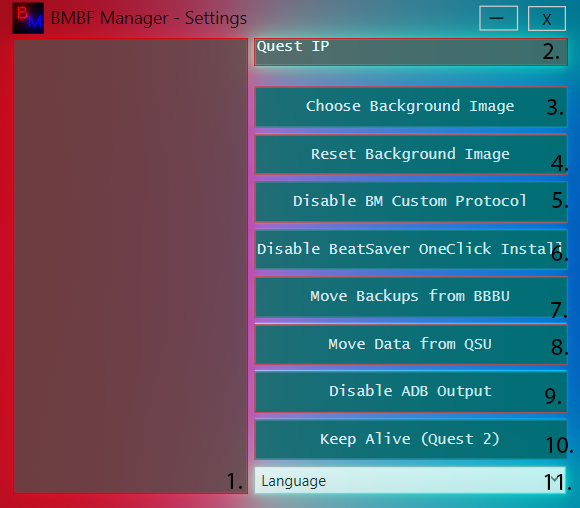 BM BMBF Manager - Settings — X
Quest IP 2.
Choose Background Image 3.
Reset Background Image 4.
Disable BM Custom Protocol 5.
Disable BeatSaver OneClick Install 6.
Move Backups from BBBU 7.
Move Data from QSU 8.
Disable ADB Output 9.
Keep Alive (Quest 2) 10.
1.
Language 11.